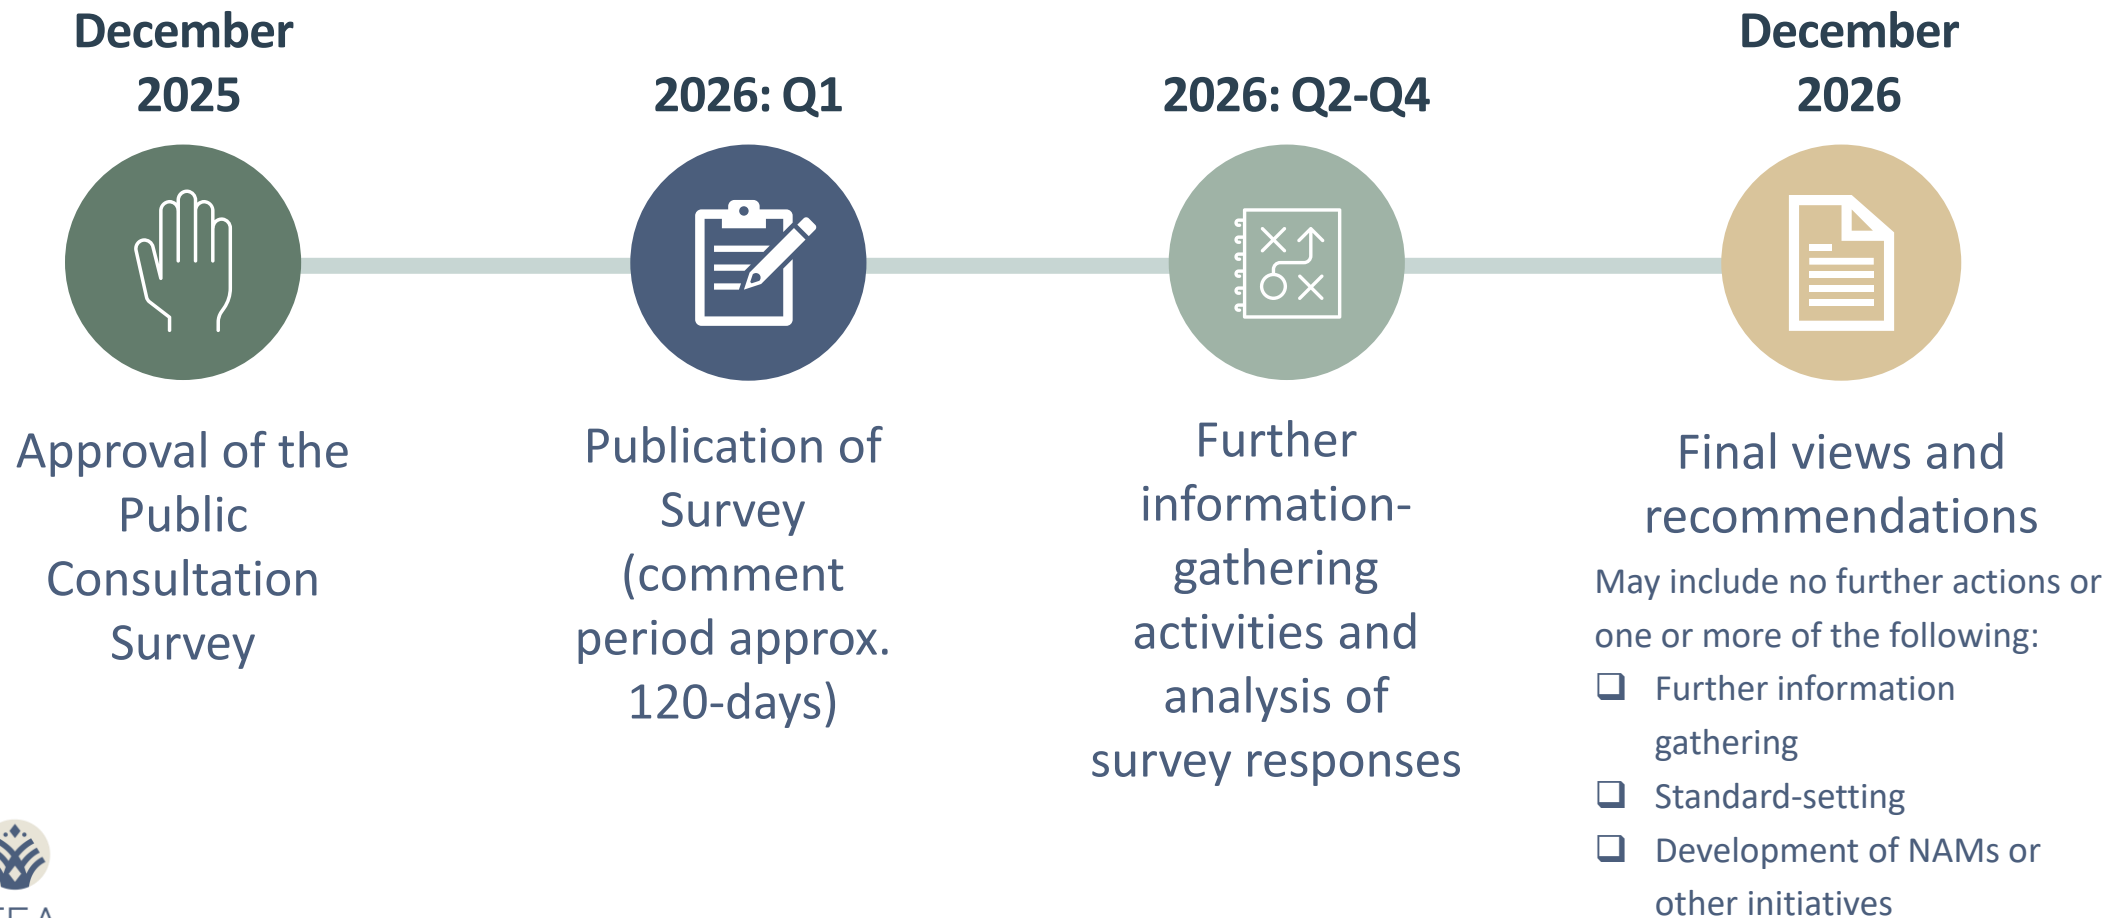 December
2025
Approval of the
Public
Consultation
Survey
2026: Q1
Publication of
Survey
(comment
period approx.
120-days)
2026: Q2-Q4
Further
information-
gathering
activities and
analysis of
survey responses
December
2026
Final views and
recommendations
May include no further actions or
one or more of the following:
❑ Further information
gathering
❑ Standard-setting
❑ Development of NAMs or
other initiatives